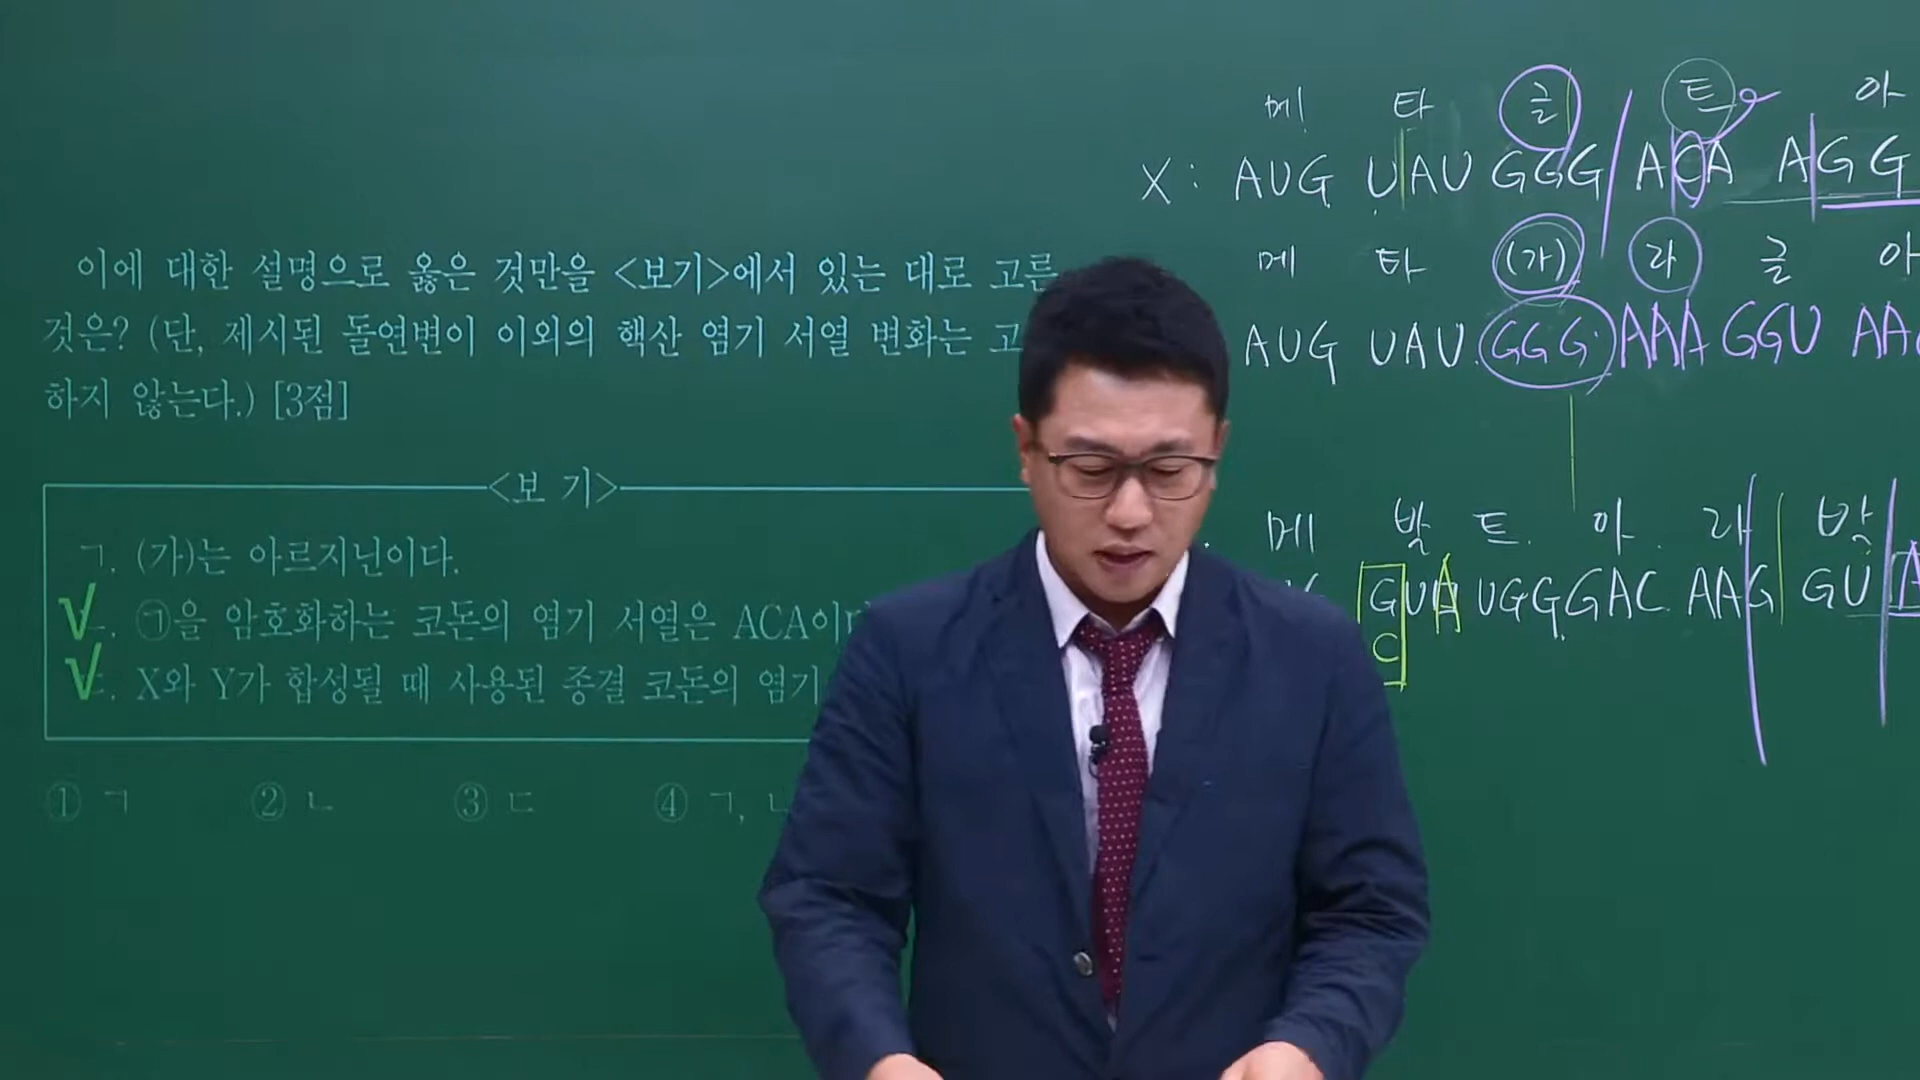 이에 대한 설명으로 옳은 것만을 <보기>에서 있는 대로 고른
것은? (단, 제시된 돌연변이 이외의 핵산 염기 서열 변화는 고
하지 않는다.) [3점]
<보 기>
ㄱ. (가)는 아르지닌이다.
ㄴ. ㉠을 암호화하는 코돈의 염기 서열은 ACA이다
ㄷ. X와 Y가 합성될 때 사용된 종결 코돈의 염기
① ㄱ ② ㄴ ③ ㄷ ④ ㄱ, ㄴ
메 타 글 트 아
X: AUG UAU GGG ACA AGG
메 타 (가) 라 글 아
AUG UAU GGG AAA GGU AA
메 발 트 아 라 발
G GUA UGG GAC AAG GU A
C